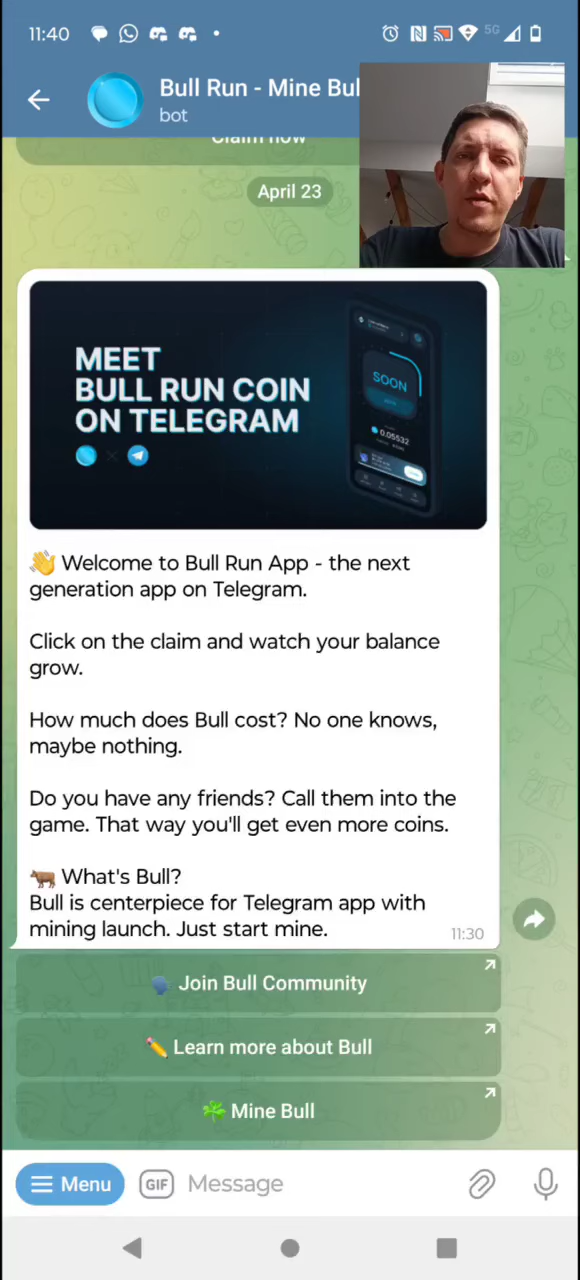 11:40
5G
Bull Run - Mine Bul
bot
Claim now
April 23
MEET
BULL RUN COIN
ON TELEGRAM
SOON
0.05532
👋 Welcome to Bull Run App - the next
generation app on Telegram.
Click on the claim and watch your balance
grow.
How much does Bull cost? No one knows,
maybe nothing.
Do you have any friends? Call them into the
game. That way you'll get even more coins.
🐂 What's Bull?
Bull is centerpiece for Telegram app with
mining launch. Just start mine.
11:30
🗣 Join Bull Community
✏️ Learn more about Bull
☘️ Mine Bull
Menu
GIF
Message